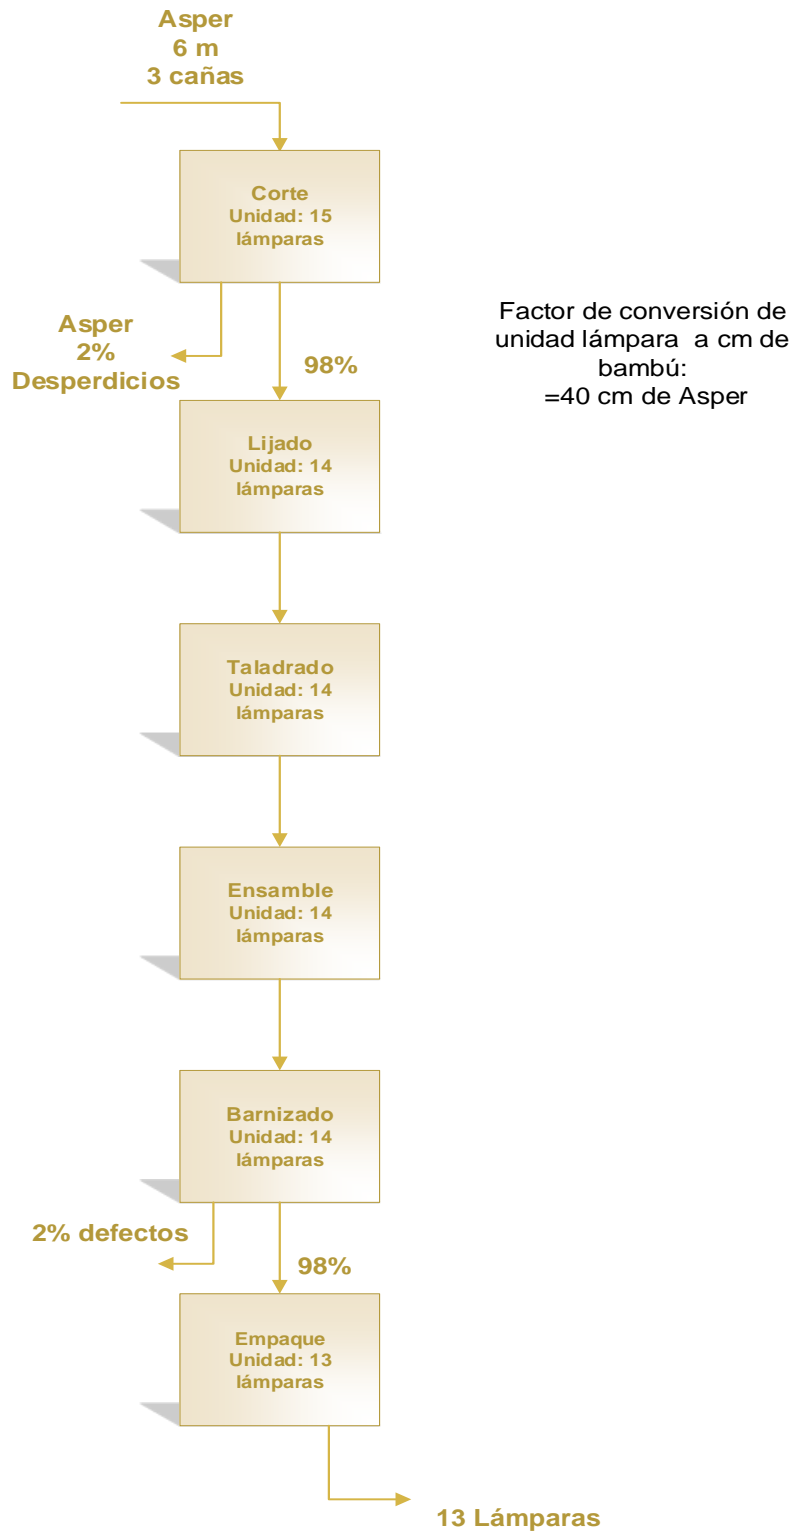 Asper
6 m
3 cañas
Corte
Unidad: 15
lámparas
Asper
2%
Desperdicios
98%
Factor de conversión de
unidad lámpara a cm de
bambú:
=40 cm de Asper
Lijado
Unidad: 14
lámparas
Taladrado
Unidad: 14
lámparas
Ensamble
Unidad: 14
lámparas
Barnizado
Unidad: 14
lámparas
2% defectos
98%
Empaque
Unidad: 13
lámparas
13 Lámparas